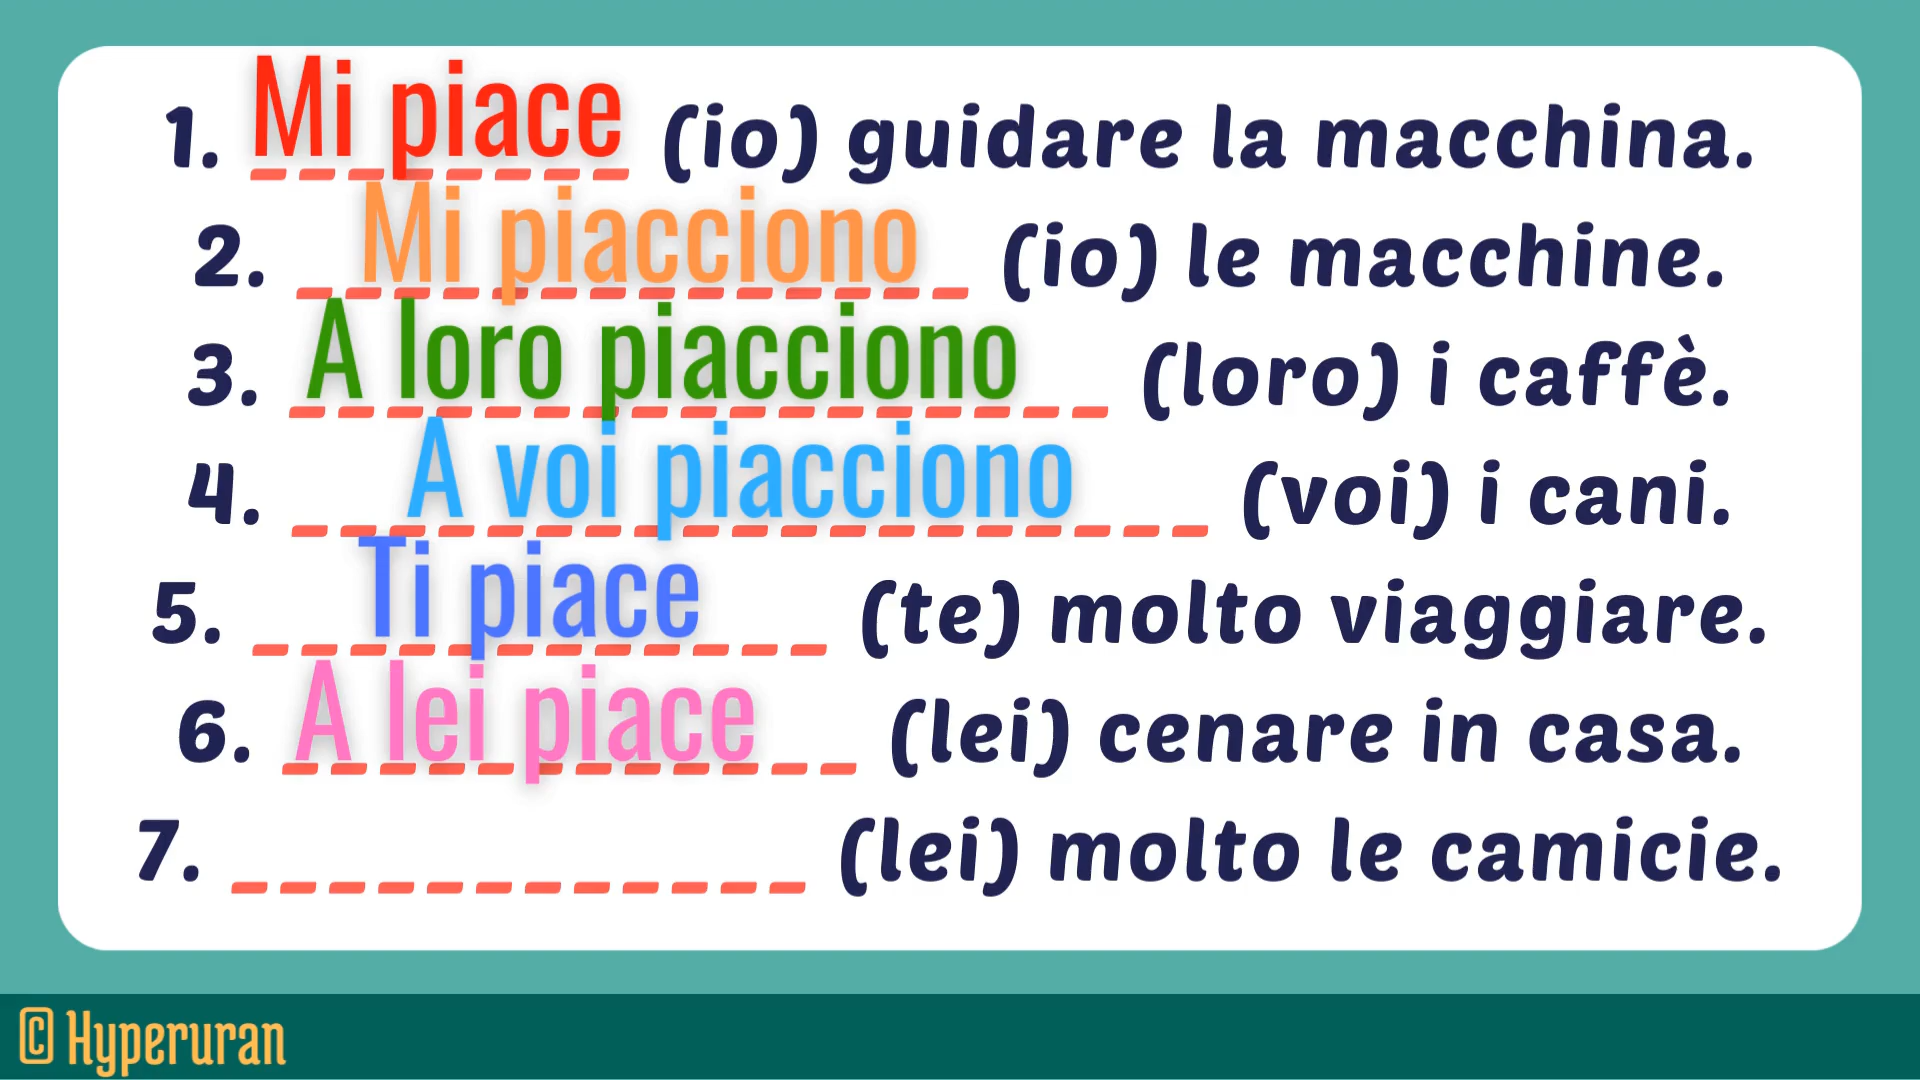 1. Mi piace (io) guidare la macchina.
2. Mi piacciono (io) le macchine.
3. A loro piacciono (loro) i caffè.
4. A voi piacciono (voi) i cani.
5. Ti piace (te) molto viaggiare.
6. A lei piace (lei) cenare in casa.
7. _ _ _ _ _ _ _ _ _ _ _ _ (lei) molto le camicie.
© Hyperuran